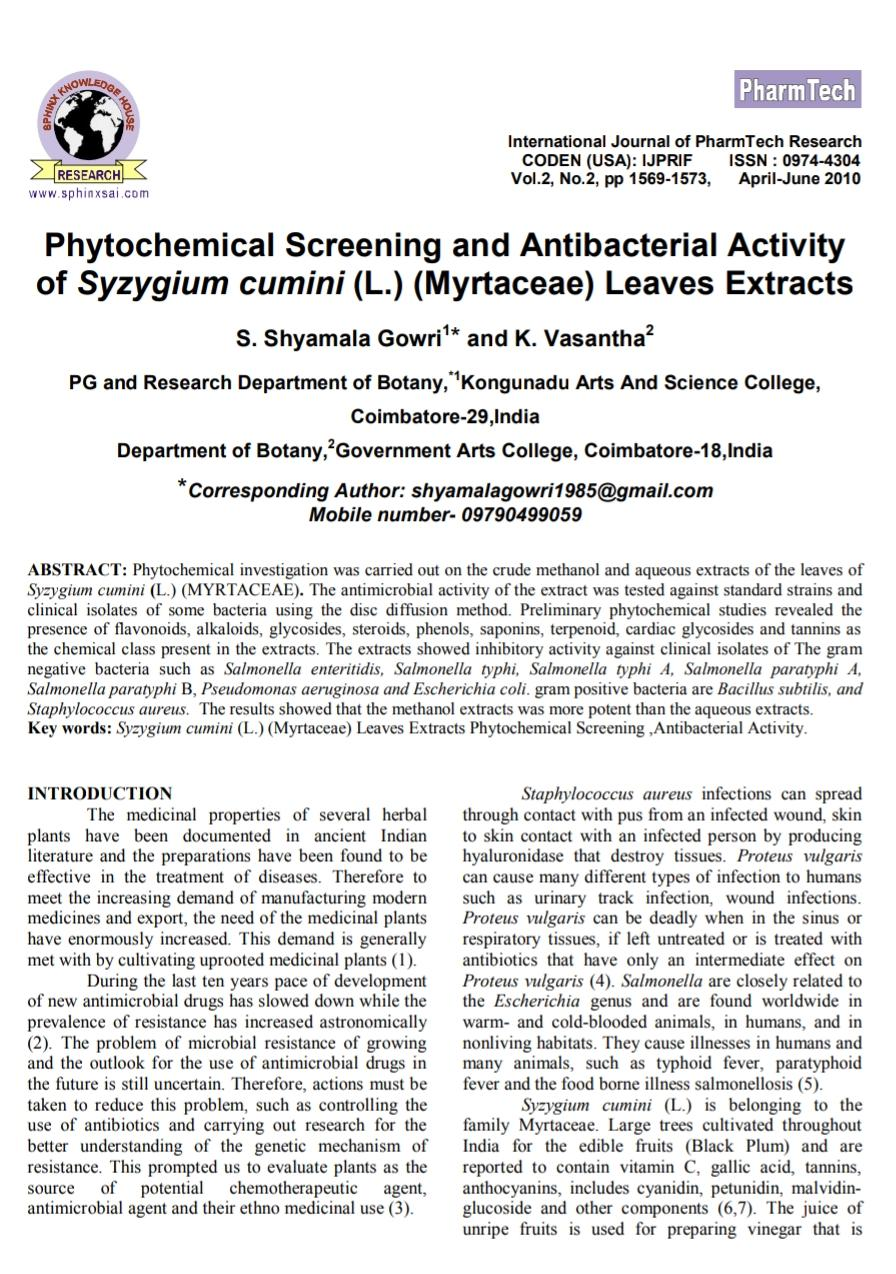 SPHINX KNOWLEDGE HOUSE
RESEARCH
www.sphinxsai.com
PharmTech
International Journal of PharmTech Research
CODEN (USA): IJPRIF ISSN : 0974-4304
Vol.2, No.2, pp 1569-1573, April-June 2010
Phytochemical Screening and Antibacterial Activity
of Syzygium cumini (L.) (Myrtaceae) Leaves Extracts
S. Shyamala Gowri1* and K. Vasantha2
PG and Research Department of Botany,*1Kongunadu Arts And Science College,
Coimbatore-29,India
Department of Botany,2Government Arts College, Coimbatore-18,India
*Corresponding Author: shyamalagowri1985@gmail.com
Mobile number- 09790499059
ABSTRACT: Phytochemical investigation was carried out on the crude methanol and aqueous extracts of the leaves of
Syzygium cumini (L.) (MYRTACEAE). The antimicrobial activity of the extract was tested against standard strains and
clinical isolates of some bacteria using the disc diffusion method. Preliminary phytochemical studies revealed the
presence of flavonoids, alkaloids, glycosides, steroids, phenols, saponins, terpenoid, cardiac glycosides and tannins as
the chemical class present in the extracts. The extracts showed inhibitory activity against clinical isolates of The gram
negative bacteria such as Salmonella enteritidis, Salmonella typhi, Salmonella typhi A, Salmonella paratyphi A,
Salmonella paratyphi B, Pseudomonas aeruginosa and Escherichia coli. gram positive bacteria are Bacillus subtilis, and
Staphylococcus aureus. The results showed that the methanol extracts was more potent than the aqueous extracts.
Key words: Syzygium cumini (L.) (Myrtaceae) Leaves Extracts Phytochemical Screening ,Antibacterial Activity.
INTRODUCTION
The medicinal properties of several herbal
plants have been documented in ancient Indian
literature and the preparations have been found to be
effective in the treatment of diseases. Therefore to
meet the increasing demand of manufacturing modern
medicines and export, the need of the medicinal plants
have enormously increased. This demand is generally
met with by cultivating uprooted medicinal plants (1).
During the last ten years pace of development
of new antimicrobial drugs has slowed down while the
prevalence of resistance has increased astronomically
(2). The problem of microbial resistance of growing
and the outlook for the use of antimicrobial drugs in
the future is still uncertain. Therefore, actions must be
taken to reduce this problem, such as controlling the
use of antibiotics and carrying out research for the
better understanding of the genetic mechanism of
resistance. This prompted us to evaluate plants as the
source of potential chemotherapeutic agent,
antimicrobial agent and their ethno medicinal use (3).
Staphylococcus aureus infections can spread
through contact with pus from an infected wound, skin
to skin contact with an infected person by producing
hyaluronidase that destroy tissues. Proteus vulgaris
can cause many different types of infection to humans
such as urinary track infection, wound infections.
Proteus vulgaris can be deadly when in the sinus or
respiratory tissues, if left untreated or is treated with
antibiotics that have only an intermediate effect on
Proteus vulgaris (4). Salmonella are closely related to
the Escherichia genus and are found worldwide in
warm- and cold-blooded animals, in humans, and in
nonliving habitats. They cause illnesses in humans and
many animals, such as typhoid fever, paratyphoid
fever and the food borne illness salmonellosis (5).
Syzygium cumini (L.) is belonging to the
family Myrtaceae. Large trees cultivated throughout
India for the edible fruits (Black Plum) and are
reported to contain vitamin C, gallic acid, tannins,
anthocyanins, includes cyanidin, petunidin, malvidin-
glucoside and other components (6,7). The juice of
unripe fruits is used for preparing vinegar that is